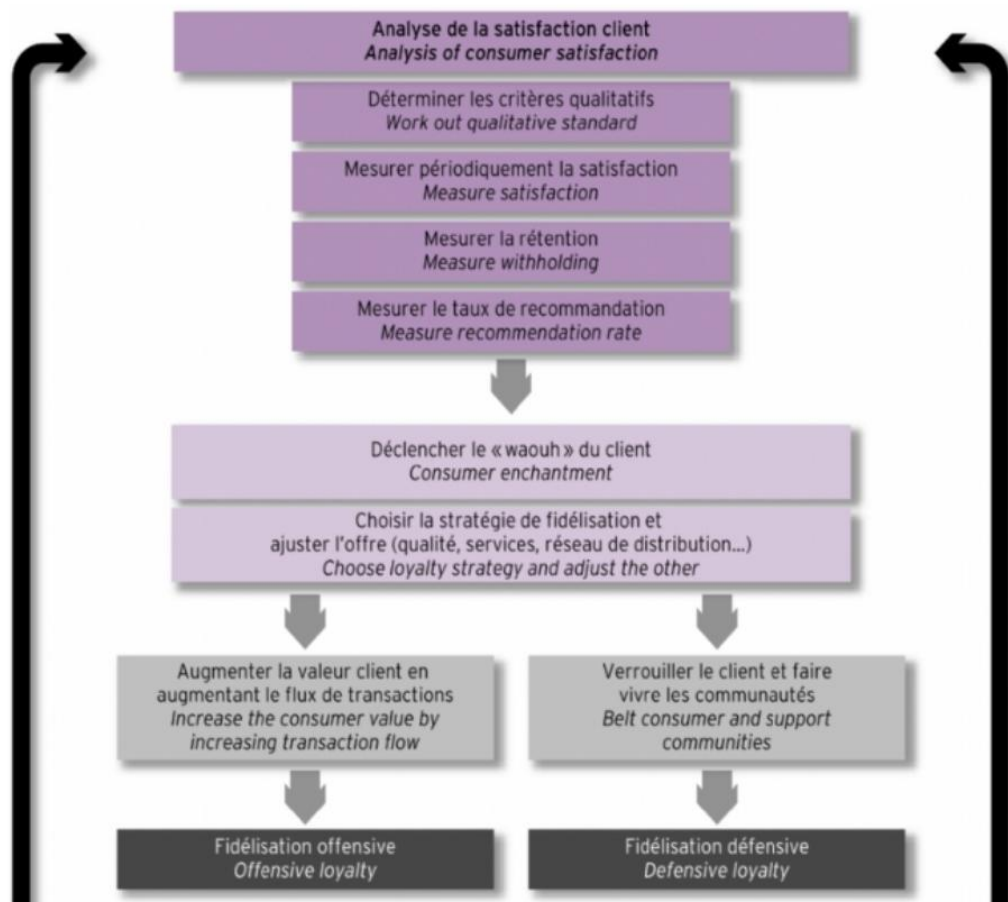 Analyse de la satisfaction client
Analysis of consumer satisfaction
Déterminer les critères qualitatifs
Work out qualitative standard
Mesurer périodiquement la satisfaction
Measure satisfaction
Mesurer la rétention
Measure withholding
Mesurer le taux de recommandation
Measure recommendation rate
Déclencher le « waouh » du client
Consumer enchantment
Choisir la stratégie de fidélisation et
ajuster l'offre (qualité, services, réseau de distribution...)
Choose loyalty strategy and adjust the other
Augmenter la valeur client en
augmentant le flux de transactions
Increase the consumer value by
increasing transaction flow
Verrouiller le client et faire
vivre les communautés
Belt consumer and support
communities
Fidélisation offensive
Offensive loyalty
Fidélisation défensive
Defensive loyalty